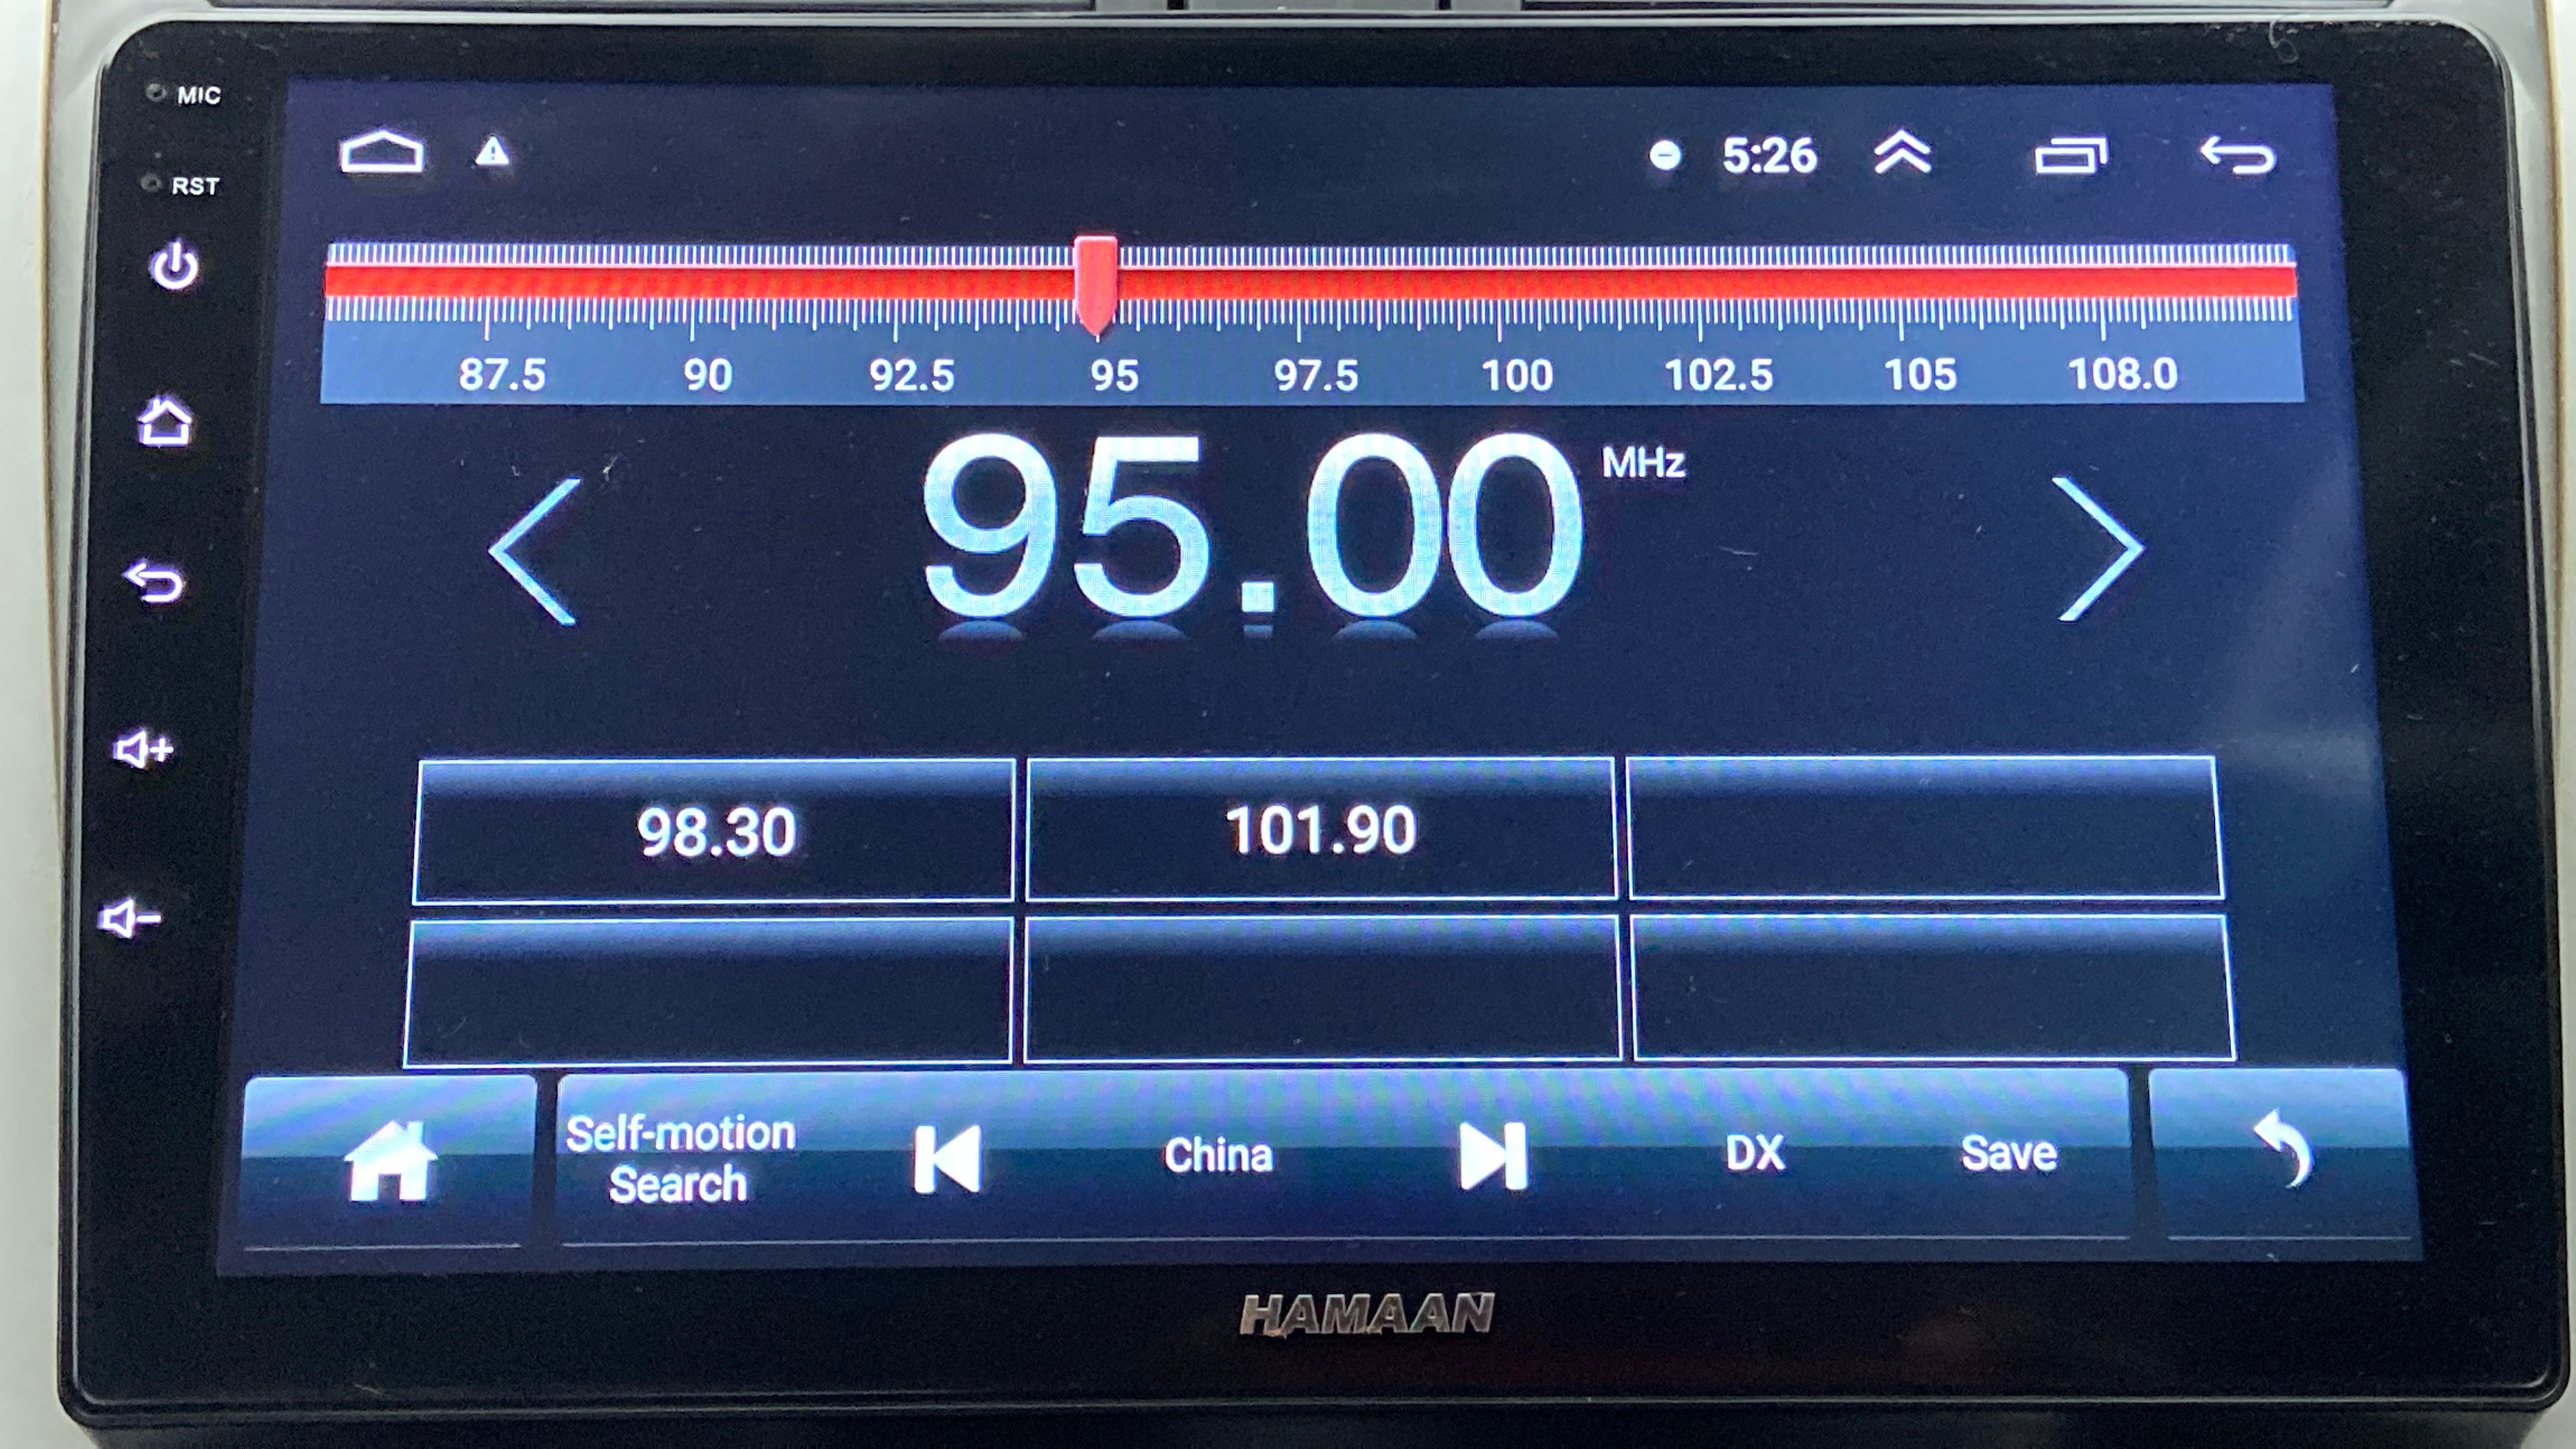 MIC
RST
5:26
87.5 90 92.5 95 97.5 100 102.5 105 108.0
95.00 MHz
98.30 101.90
Self-motion
Search
China
DX
Save
HAMAAN